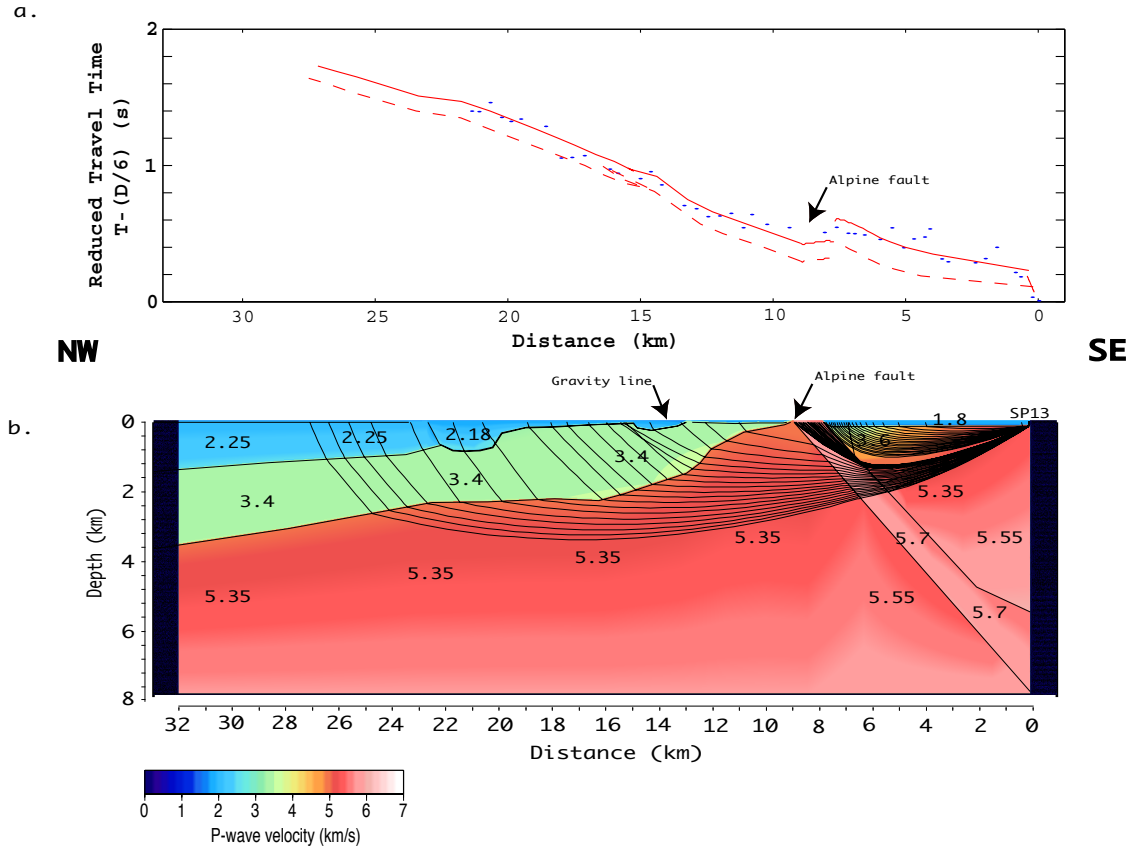 a.
2
1
0
Reduced Travel Time
T-(D/6) (s)
Alpine fault
30 25 20 15 10 5 0
Distance (km)
NW SE
Gravity line
Alpine fault
SP13
b.
0
2
4
6
8
Depth (km)
2.25 2.25 2.18 1.8
3.4 3.4 3.4 3.6
5.35 5.35 5.35 5.35 5.35
5.7 5.55
5.55 5.7
32 30 28 26 24 22 20 18 16 14 12 10 8 6 4 2 0
Distance (km)
0 1 2 3 4 5 6 7
P-wave velocity (km/s)